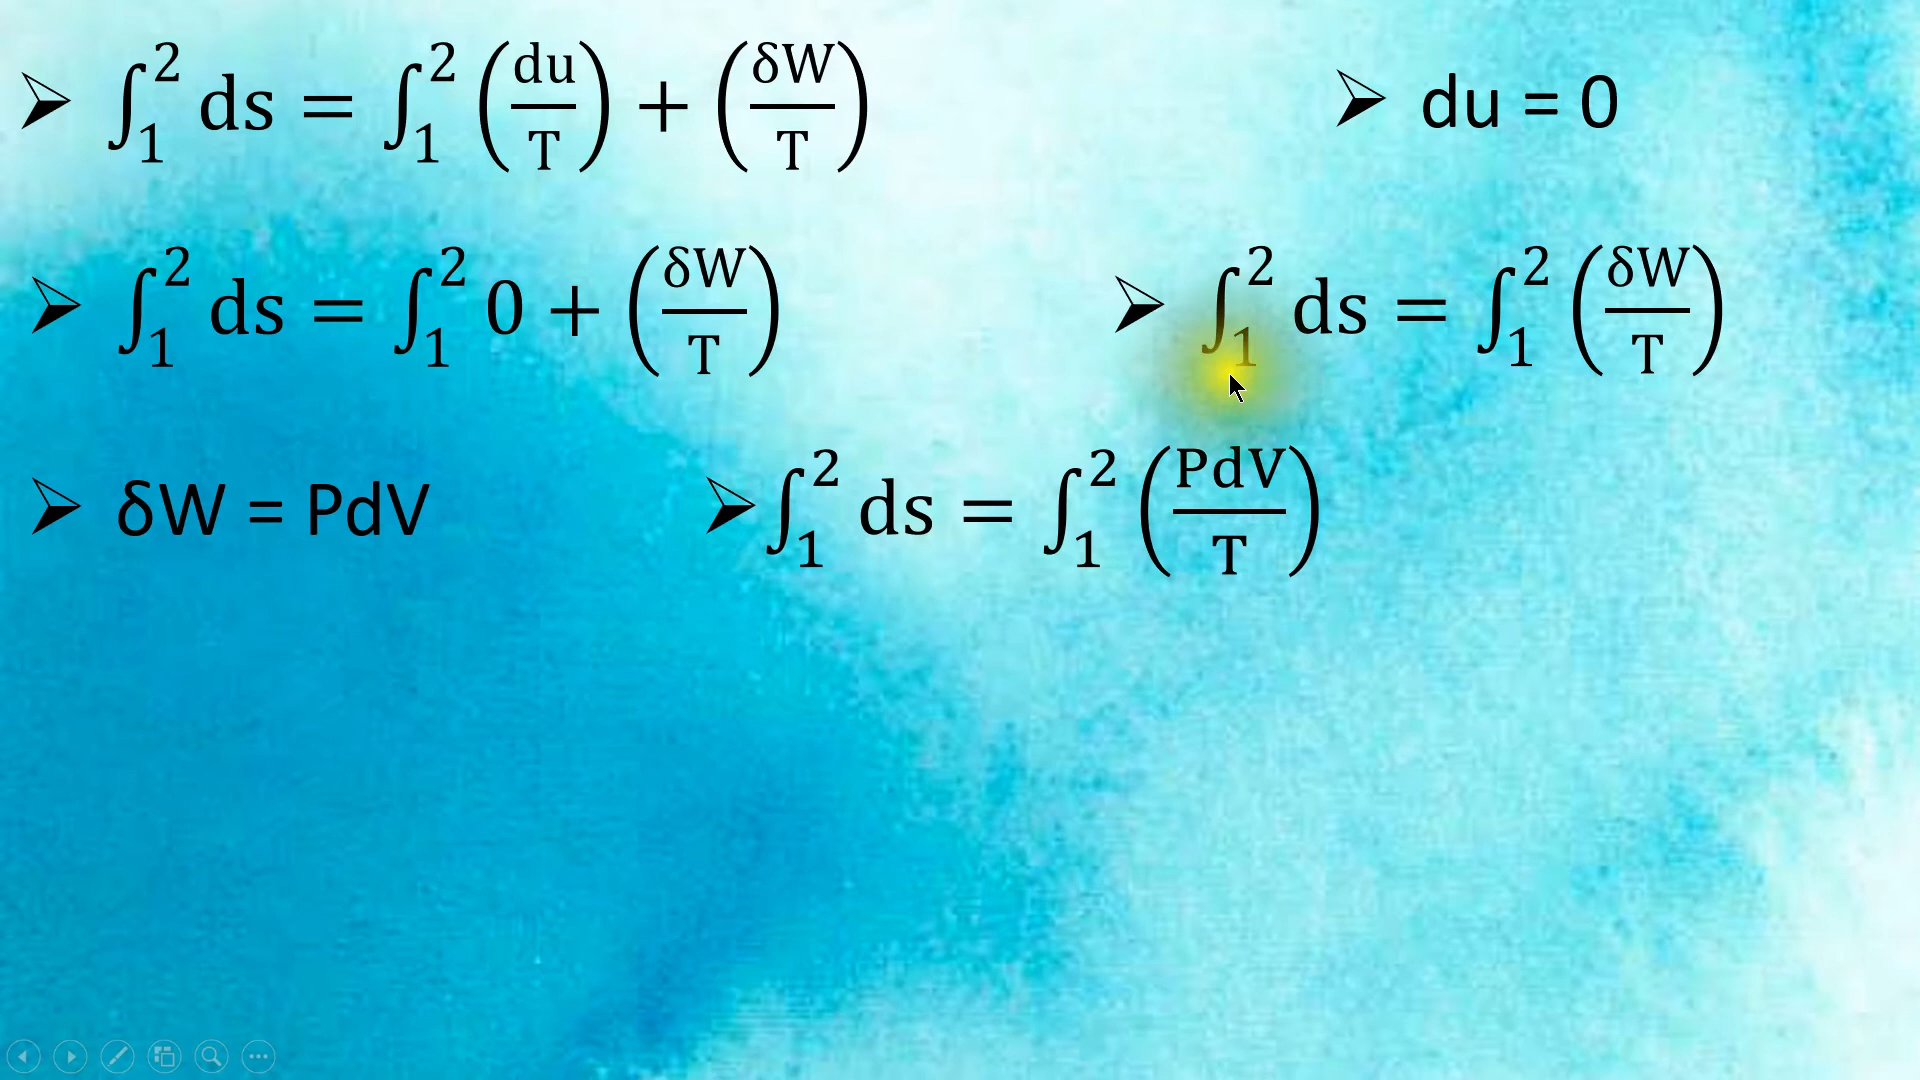 ➢ ∫₁² ds = ∫₁² (du/T) + (δW/T) ➢ du = 0
➢ ∫₁² ds = ∫₁² 0 + (δW/T) ➢ ∫₁² ds = ∫₁² (δW/T)
➢ δW = PdV ➢ ∫₁² ds = ∫₁² (PdV/T)